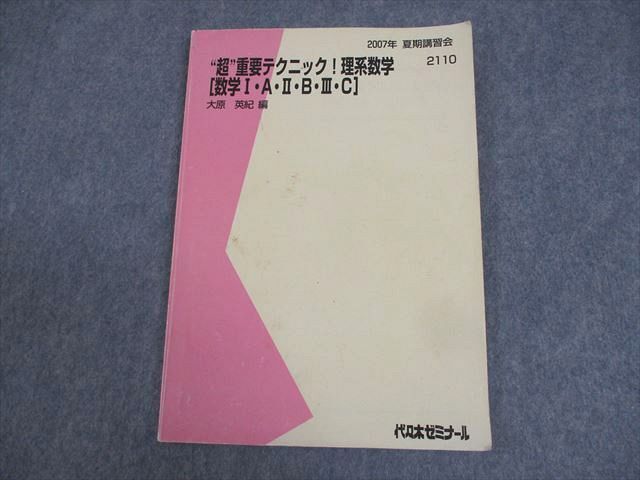 2007年 夏期講習会
2110
“超”重要テクニック!理系数学
[数学Ⅰ・A・Ⅱ・B・Ⅲ・C]
大原 英紀 編
代々木ゼミナール